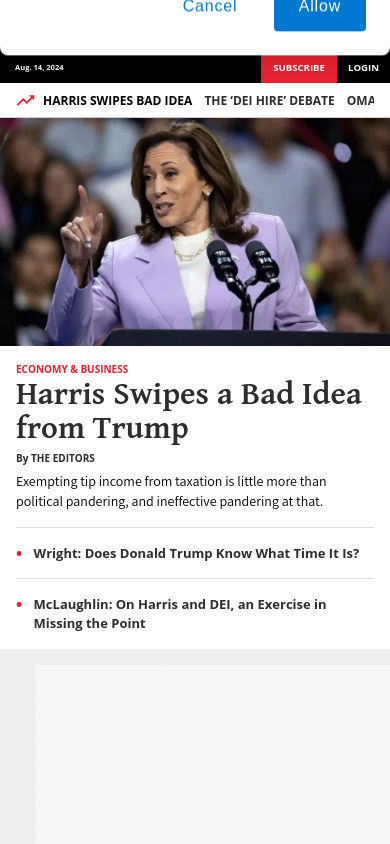 Cancel
Allow
Aug. 14, 2024
SUBSCRIBE
LOGIN
HARRIS SWIPES BAD IDEA
THE ‘DEI HIRE’ DEBATE
OMA
ECONOMY & BUSINESS
Harris Swipes a Bad Idea
from Trump
By THE EDITORS
Exempting tip income from taxation is little more than
political pandering, and ineffective pandering at that.
• Wright: Does Donald Trump Know What Time It Is?
• McLaughlin: On Harris and DEI, an Exercise in
Missing the Point